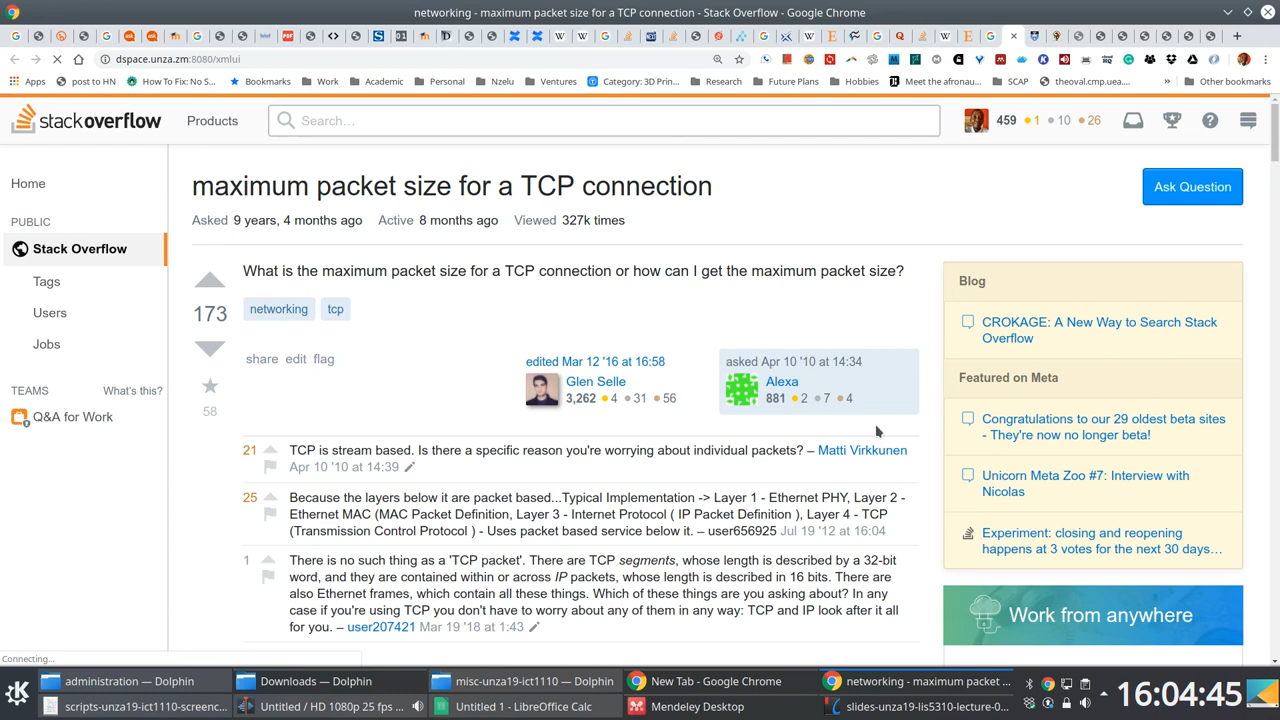 networking - maximum packet size for a TCP connection - Stack Overflow - Google Chrome
dspace.unza.zm:8080/xmlui
Apps
post to HN
How To Fix: No S...
Bookmarks
Work
Academic
Personal
Nzelu
Ventures
Category: 3D Prin...
Research
Future Plans
Hobbies
Meet the afronau...
SCAP
theoval.cmp.uea...
»
Other bookmarks
stackoverflow
Products
Search...
459 1 10 26
Home
PUBLIC
Stack Overflow
Tags
Users
Jobs
TEAMS What's this?
Q&A for Work
maximum packet size for a TCP connection
Ask Question
Asked 9 years, 4 months ago Active 8 months ago Viewed 327k times
173
58
What is the maximum packet size for a TCP connection or how can I get the maximum packet size?
networking tcp
share edit flag
edited Mar 12 '16 at 16:58
Glen Selle
3,262 4 31 56
asked Apr 10 '10 at 14:34
Alexa
881 2 7 4
21 TCP is stream based. Is there a specific reason you're worrying about individual packets? – Matti Virkkunen
Apr 10 '10 at 14:39
25 Because the layers below it are packet based...Typical Implementation -> Layer 1 - Ethernet PHY, Layer 2 -
Ethernet MAC (MAC Packet Definition, Layer 3 - Internet Protocol ( IP Packet Definition ), Layer 4 - TCP
(Transmission Control Protocol ) - Uses packet based service below it. – user656925 Jul 19 '12 at 16:04
1 There is no such thing as a 'TCP packet'. There are TCP segments, whose length is described by a 32-bit
word, and they are contained within or across IP packets, whose length is described in 16 bits. There are
also Ethernet frames, which contain all these things. Which of these things are you asking about? In any
case if you're using TCP you don't have to worry about any of them in any way: TCP and IP look after it all
for you. – user207421 Mar 19 '18 at 1:43
Blog
CROKAGE: A New Way to Search Stack
Overflow
Featured on Meta
Congratulations to our 29 oldest beta sites
- They're now no longer beta!
Unicorn Meta Zoo #7: Interview with
Nicolas
Experiment: closing and reopening
happens at 3 votes for the next 30 days...
Work from anywhere
Connecting...
administration — Dolphin
Downloads — Dolphin
misc-unza19-ict1110 — Dolphin
New Tab - Google Chrome
networking - maximum packet ...
scripts-unza19-ict1110-screenc...
Untitled / HD 1080p 25 fps ...
Untitled 1 - LibreOffice Calc
Mendeley Desktop
slides-unza19-lis5310-lecture-0...
16:04:45